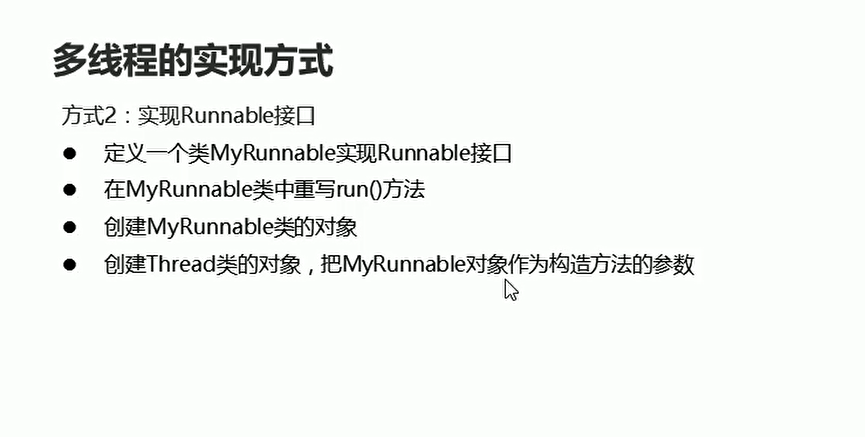 多线程的实现方式
方式2：实现Runnable接口
● 定义一个类MyRunnable实现Runnable接口
● 在MyRunnable类中重写run()方法
● 创建MyRunnable类的对象
● 创建Thread类的对象，把MyRunnable对象作为构造方法的参数